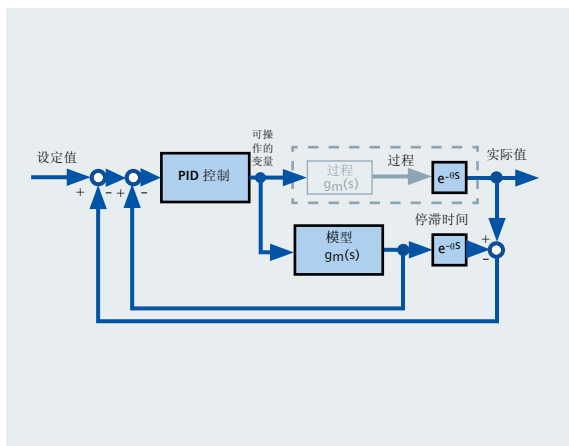 可操
作的
变量
设定值
过程
实际值
PID 控制
过程
gm(s)
e-θS
+
-
+
-
停滞时间
模型
gm(s)
e-θS
+
-